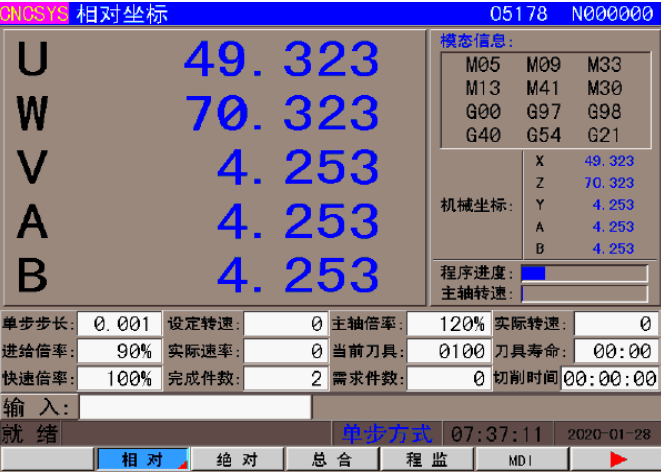 CNCSYS 相对坐标 O5178 N000000
U 49.323
W 70.323
V 4.253
A 4.253
B 4.253
模态信息:
M05 M09 M33
M13 M41 M30
G00 G97 G98
G40 G54 G21
机械坐标:
X 49.323
Z 70.323
Y 4.253
A 4.253
B 4.253
程序进度:
主轴转速:
单步步长: 0.001 设定转速: 0 主轴倍率: 120% 实际转速: 0
进给倍率: 90% 实际速率: 0 当前刀具: 0100 刀具寿命: 00:00
快速倍率: 100% 完成件数: 2 需求件数: 0 切削时间 00:00:00
输 入:
就 绪 单步方式 07:37:11 2020-01-28
相 对 绝 对 总 合 程 监 MDI